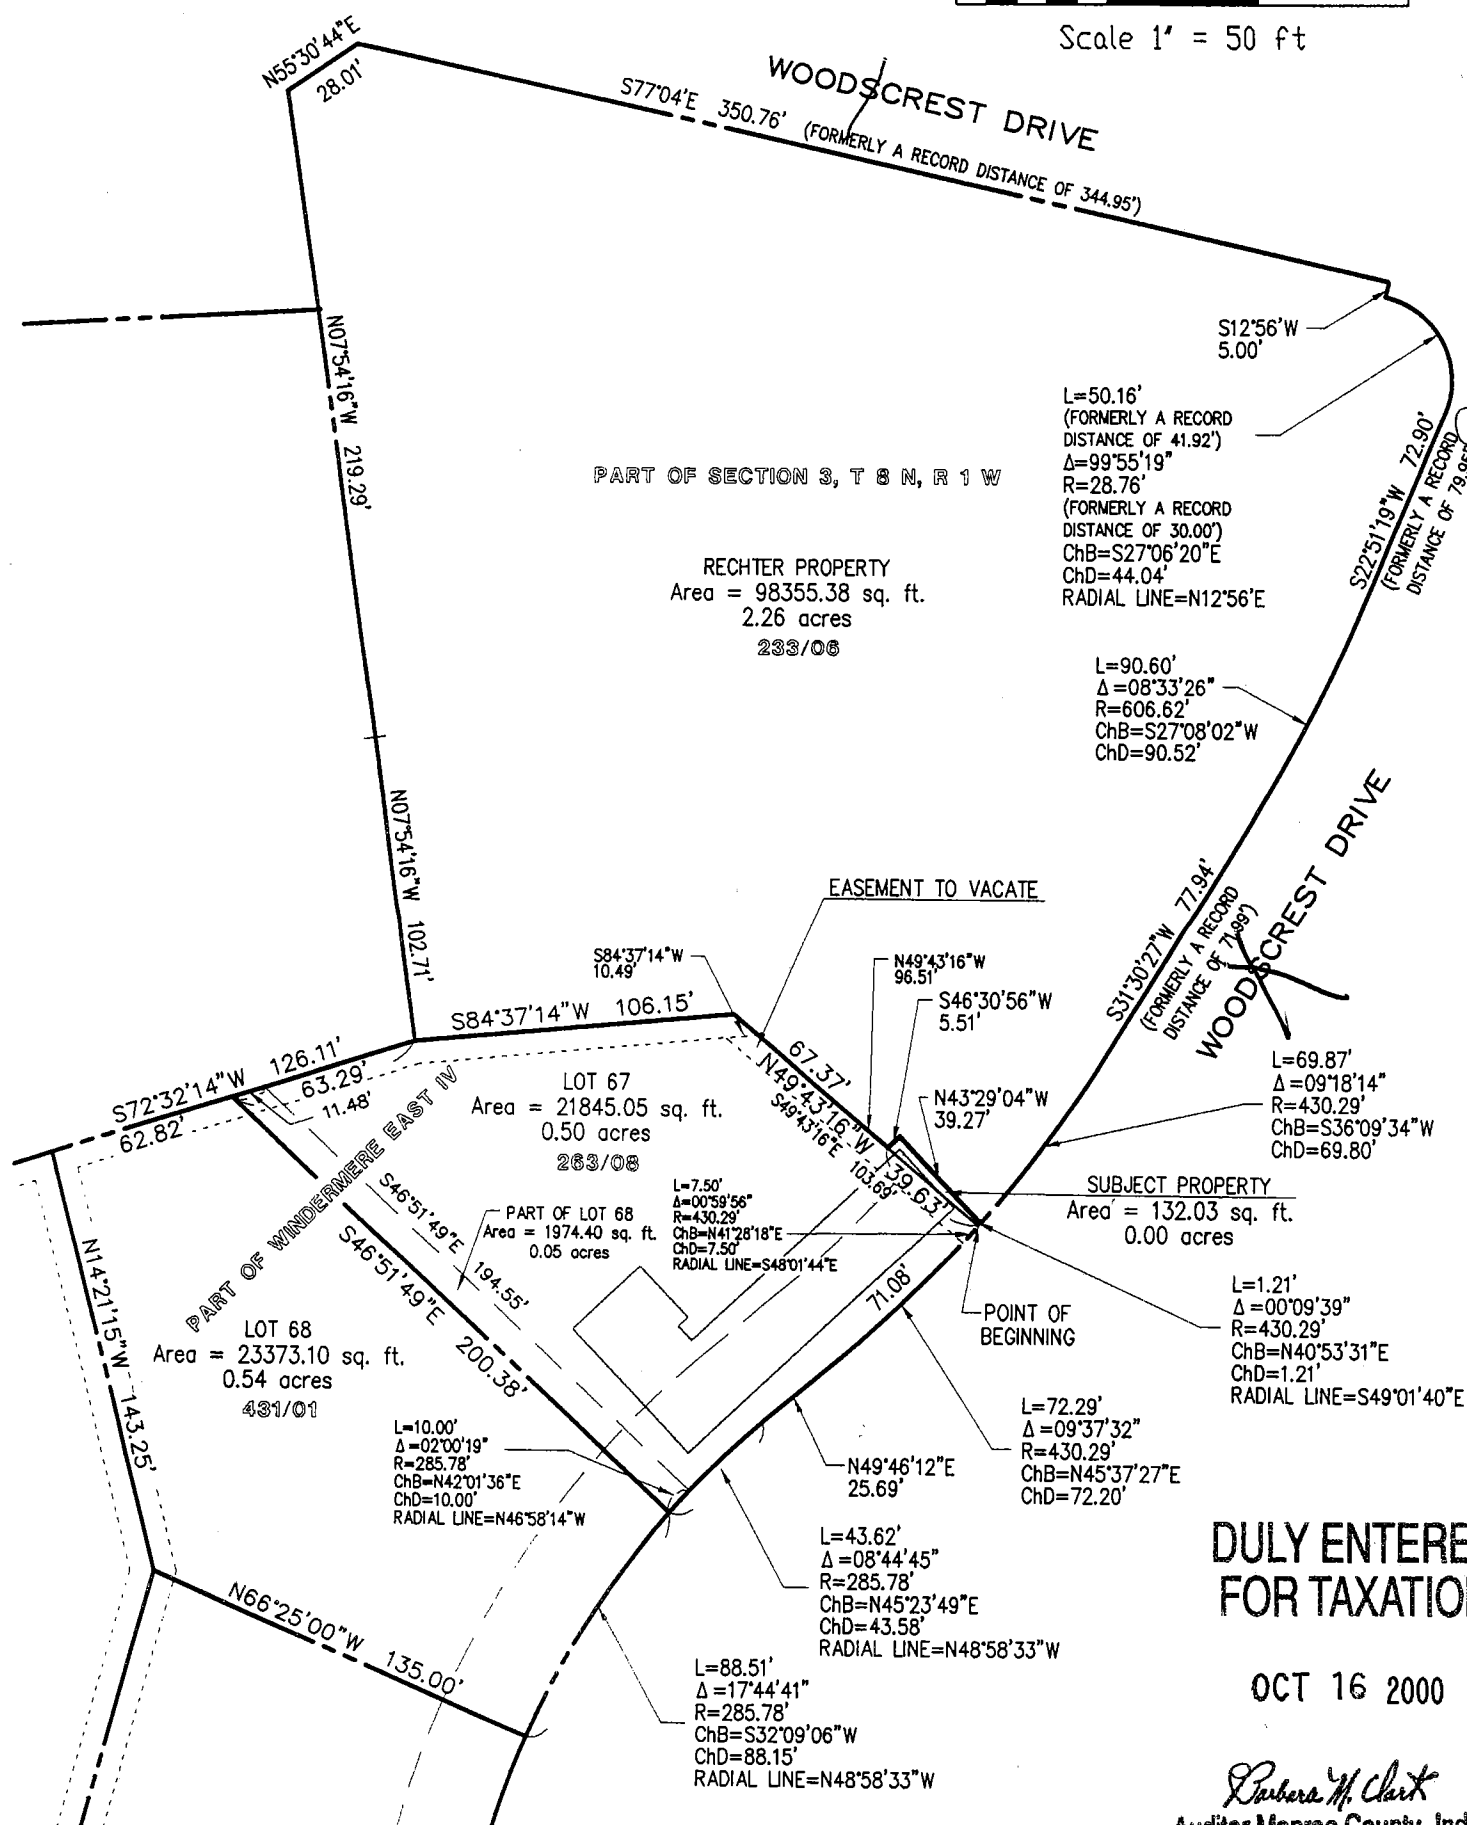 Scale 1" = 50 ft
N55°30'44"E
28.01'
S77°04'E 350.76' (FORMERLY A RECORD DISTANCE OF 344.95')
WOODSCREST DRIVE
S12°56'W
5.00'
N07°54'16"W 219.29'
L=50.16'
(FORMERLY A RECORD
DISTANCE OF 41.92')
Δ=99°55'19"
R=28.76'
(FORMERLY A RECORD
DISTANCE OF 30.00')
ChB=S27°06'20"E
ChD=44.04'
RADIAL LINE=N12°56'E
S22°51'19"W 72.90'
(FORMERLY A RECORD
DISTANCE OF 79.95'
PART OF SECTION 3, T 8 N, R 1 W
RECHTER PROPERTY
Area = 98355.38 sq. ft.
2.26 acres
233/06
L=90.60'
Δ=08°33'26"
R=606.62'
ChB=S27°08'02"W
ChD=90.52'
N07°54'16"W 102.71'
S31°30'27"W 77.94'
(FORMERLY A RECORD
DISTANCE OF 71.99')
WOODSCREST DRIVE
EASEMENT TO VACATE
S84°37'14"W
10.49'
N49°43'16"W
96.51'
S46°30'56"W
5.51'
S84°37'14"W 106.15'
67.37'
N49°43'16"W 39.63'
S49°43'16"E 103.69'
N43°29'04"W
39.27'
L=69.87'
Δ=09°18'14"
R=430.29'
ChB=S36°09'34"W
ChD=69.80'
S72°32'14"W 126.11'
62.82'
63.29'
11.48'
LOT 67
Area = 21845.05 sq. ft.
0.50 acres
263/08
PART OF WINDERMERE EAST IV
SUBJECT PROPERTY
Area = 132.03 sq. ft.
0.00 acres
L=7.50'
Δ=00°59'56"
R=430.29'
ChB=N41°28'18"E
ChD=7.50'
RADIAL LINE=S48°01'44"E
PART OF LOT 68
Area = 1974.40 sq. ft.
0.05 acres
S46°51'49"E 194.55'
S46°51'49"E 200.38'
71.08'
POINT OF
BEGINNING
L=1.21'
Δ=00°09'39"
R=430.29'
ChB=N40°53'31"E
ChD=1.21'
RADIAL LINE=S49°01'40"E
N14°21'15"W 143.25'
LOT 68
Area = 23373.10 sq. ft.
0.54 acres
431/01
L=10.00'
Δ=02°00'19"
R=285.78'
ChB=N42°01'36"E
ChD=10.00'
RADIAL LINE=N46°58'14"W
N49°46'12"E
25.69'
L=72.29'
Δ=09°37'32"
R=430.29'
ChB=N45°37'27"E
ChD=72.20'
L=43.62'
Δ=08°44'45"
R=285.78'
ChB=N45°23'49"E
ChD=43.58'
RADIAL LINE=N48°58'33"W
N66°25'00"W 135.00'
L=88.51'
Δ=17°44'41"
R=285.78'
ChB=S32°09'06"W
ChD=88.15'
RADIAL LINE=N48°58'33"W
DULY ENTERE
FOR TAXATIO
OCT 16 2000
Barbara M. Clark
Auditor Monroe County, Ind